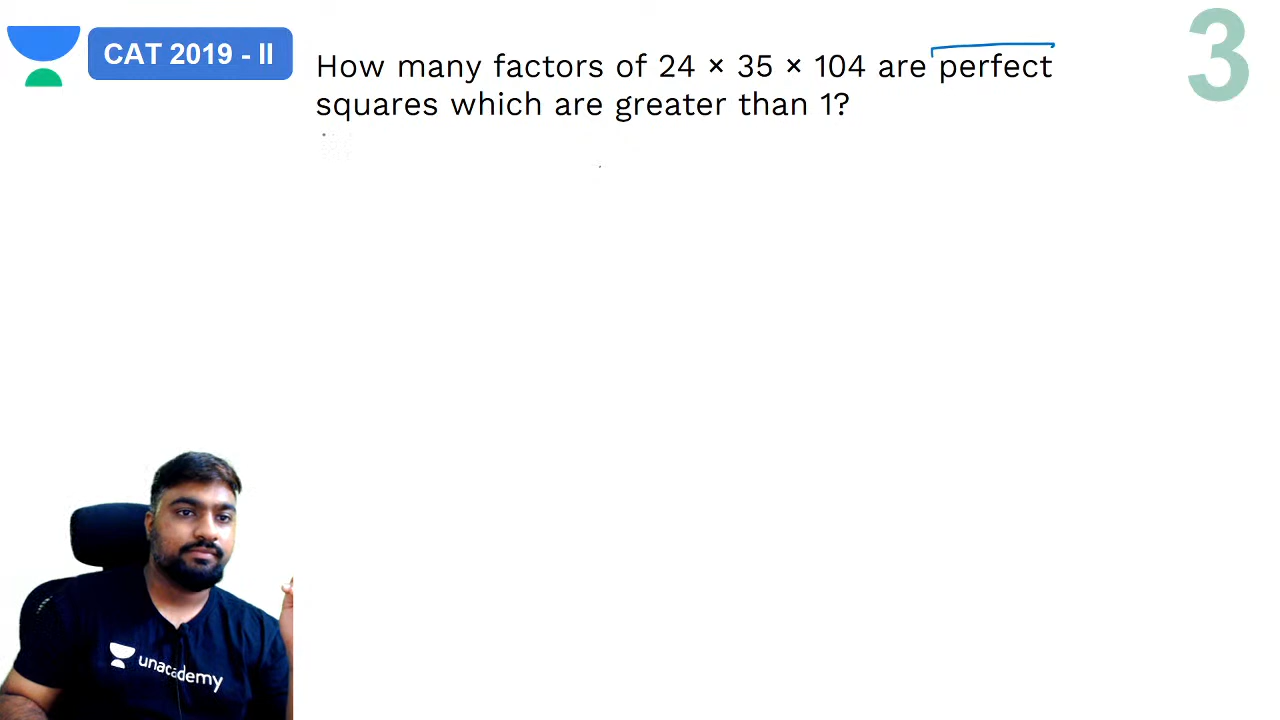 CAT 2019 - II
3
How many factors of 24 × 35 × 104 are perfect
squares which are greater than 1?
unacademy